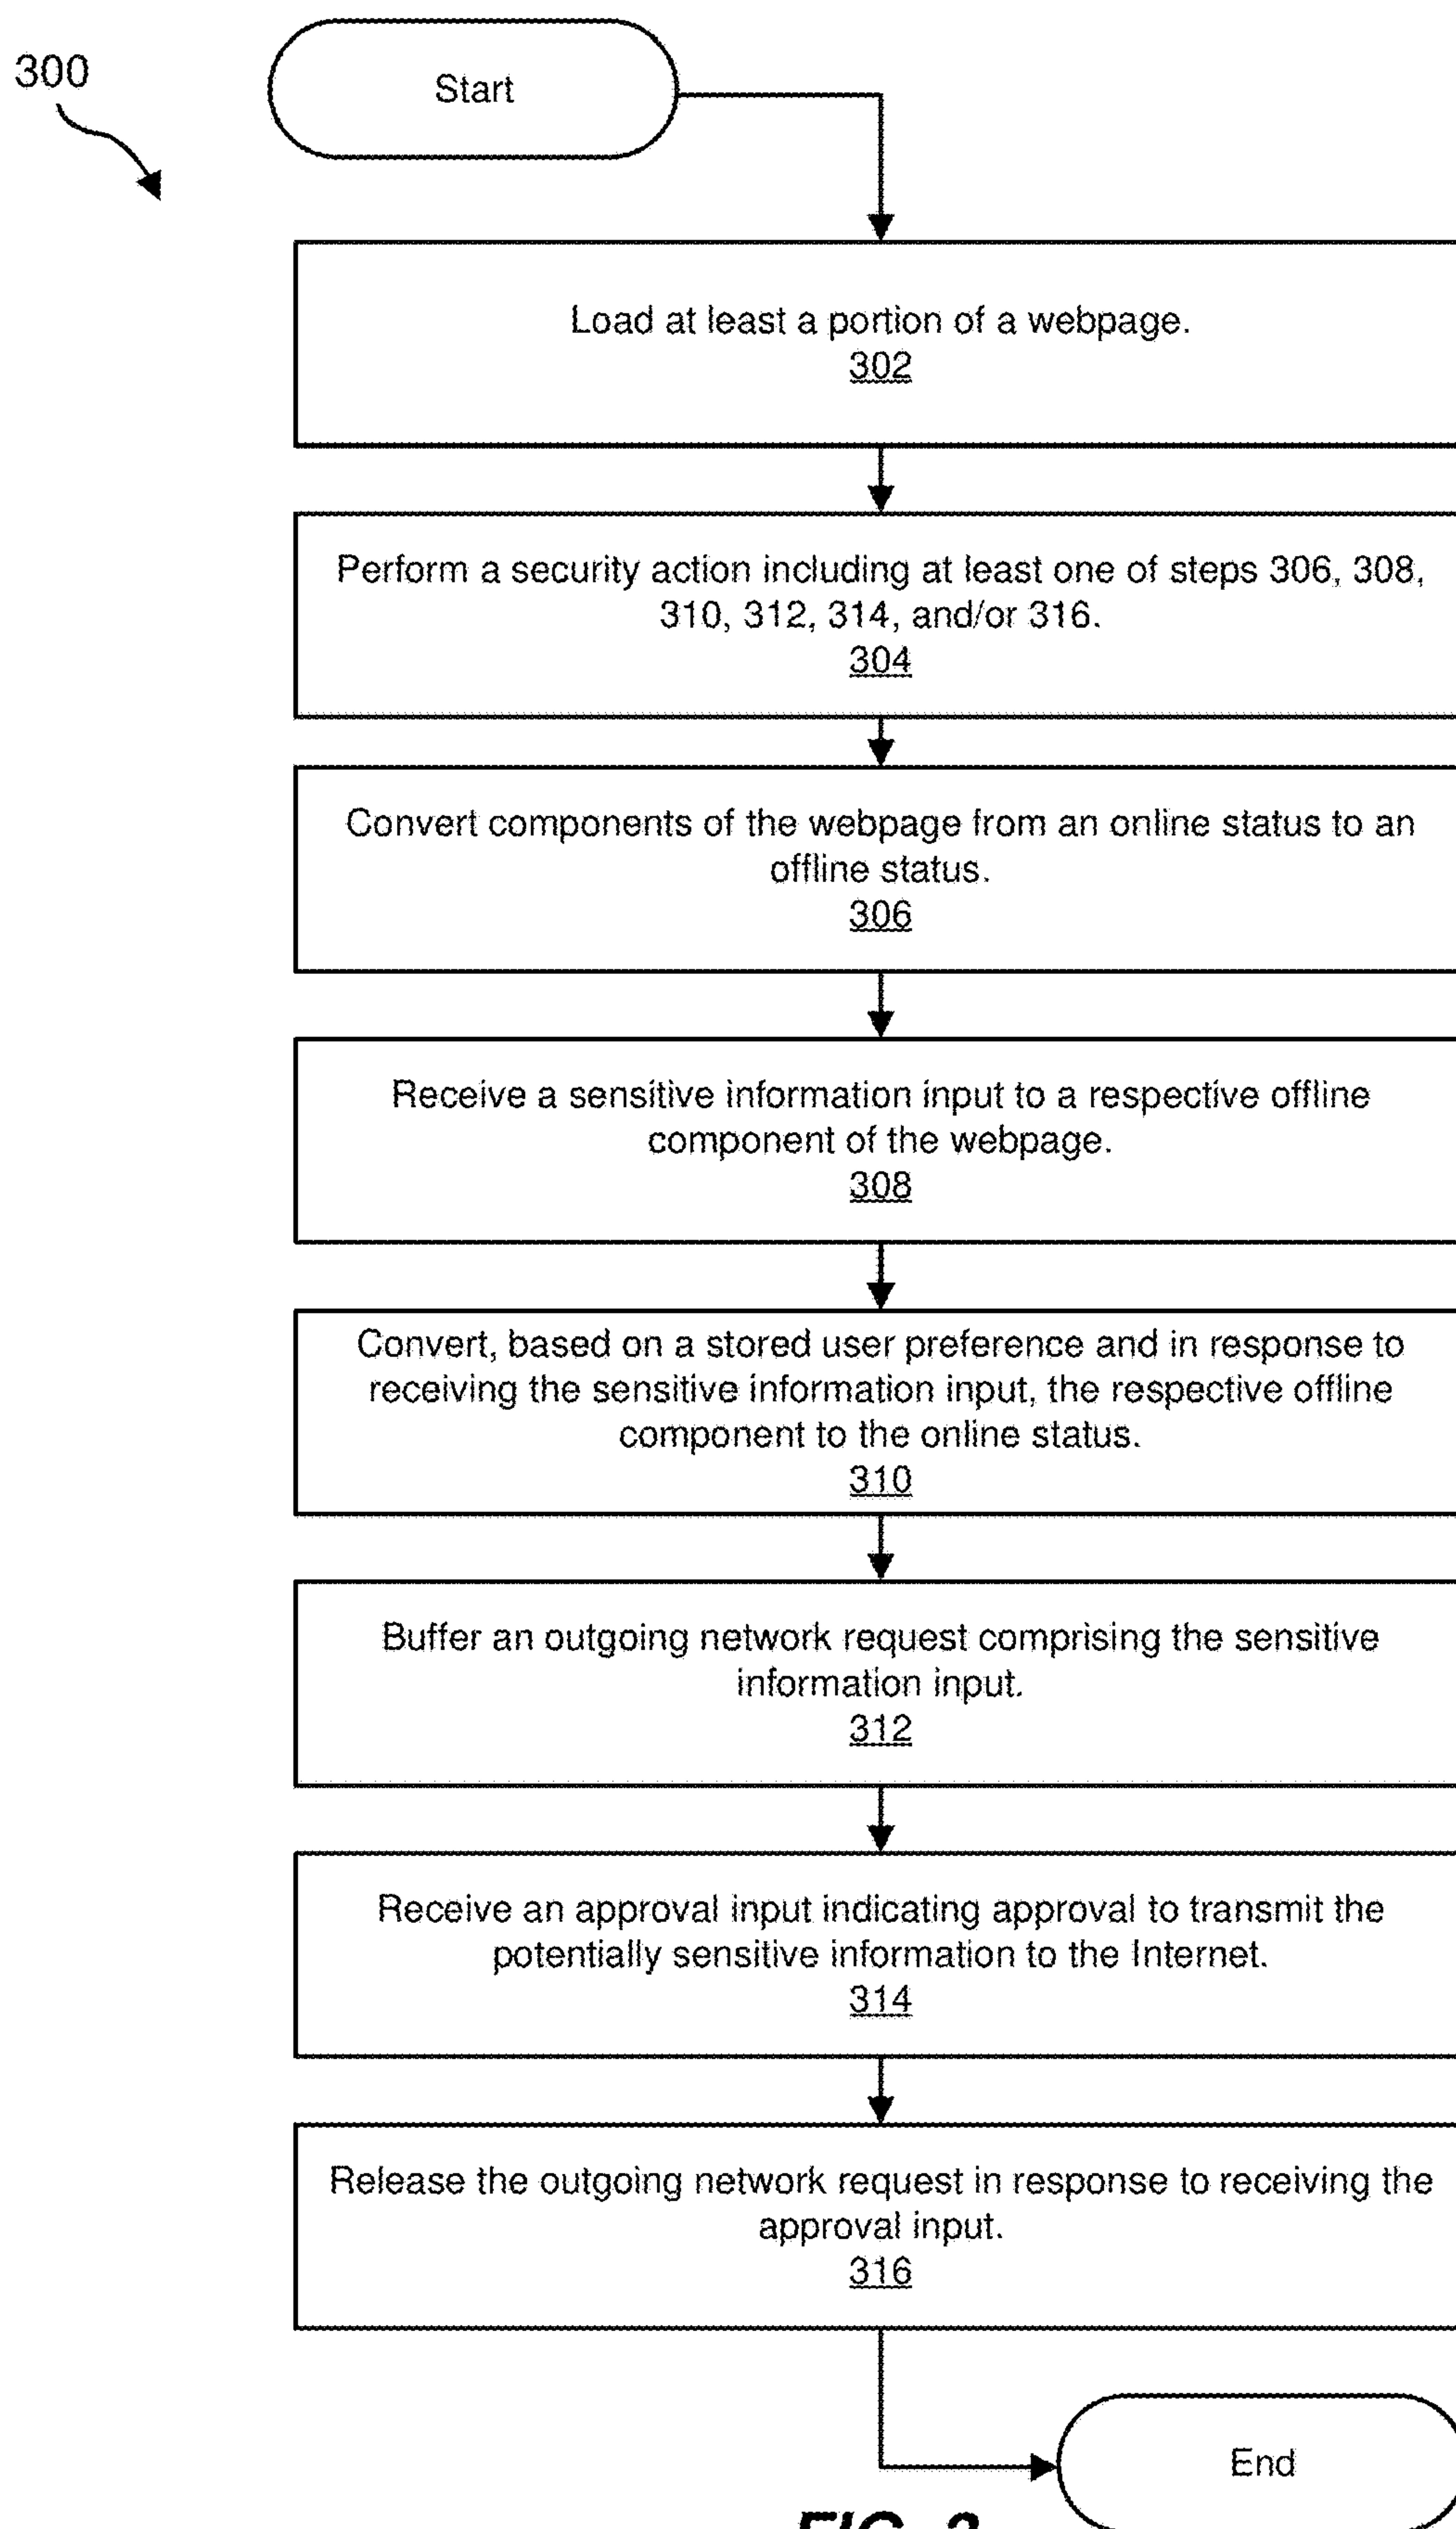 300
Start
Load at least a portion of a webpage.
302
Perform a security action including at least one of steps 306, 308,
310, 312, 314, and/or 316.
304
Convert components of the webpage from an online status to an
offline status.
306
Receive a sensitive information input to a respective offline
component of the webpage.
308
Convert, based on a stored user preference and in response to
receiving the sensitive information input, the respective offline
component to the online status.
310
Buffer an outgoing network request comprising the sensitive
information input.
312
Receive an approval input indicating approval to transmit the
potentially sensitive information to the Internet.
314
Release the outgoing network request in response to receiving the
approval input.
316
End